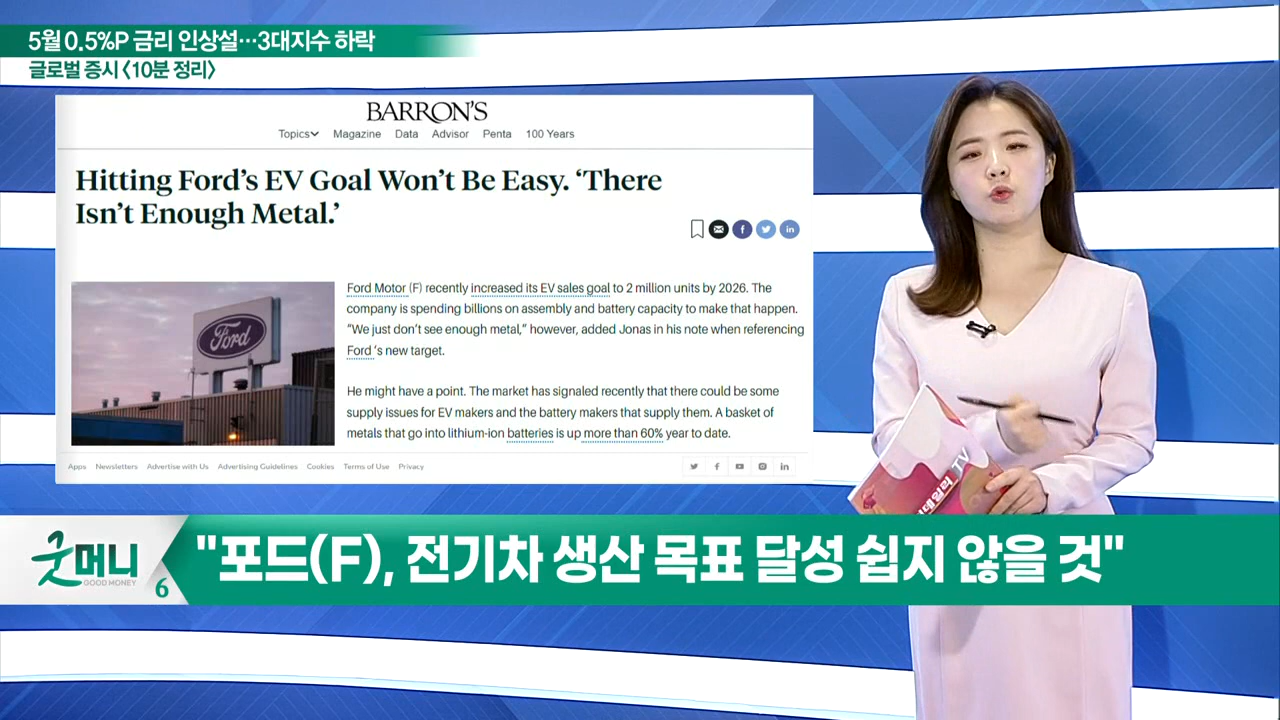 5월 0.5%P 금리 인상설…3대지수 하락
글로벌 증시 <10분 정리>
BARRON'S
Topics Magazine Data Advisor Penta 100 Years
Hitting Ford's EV Goal Won't Be Easy. 'There
Isn't Enough Metal.'
Ford
Ford Motor (F) recently increased its EV sales goal to 2 million units by 2026. The
company is spending billions on assembly and battery capacity to make that happen.
"We just don't see enough metal," however, added Jonas in his note when referencing
Ford 's new target.
He might have a point. The market has signaled recently that there could be some
supply issues for EV makers and the battery makers that supply them. A basket of
metals that go into lithium-ion batteries is up more than 60% year to date.
Apps Newsletters Advertise with Us Advertising Guidelines Cookies Terms of Use Privacy
이데일리 TV
굿머니
GOOD MONEY
6
"포드(F), 전기차 생산 목표 달성 쉽지 않을 것"